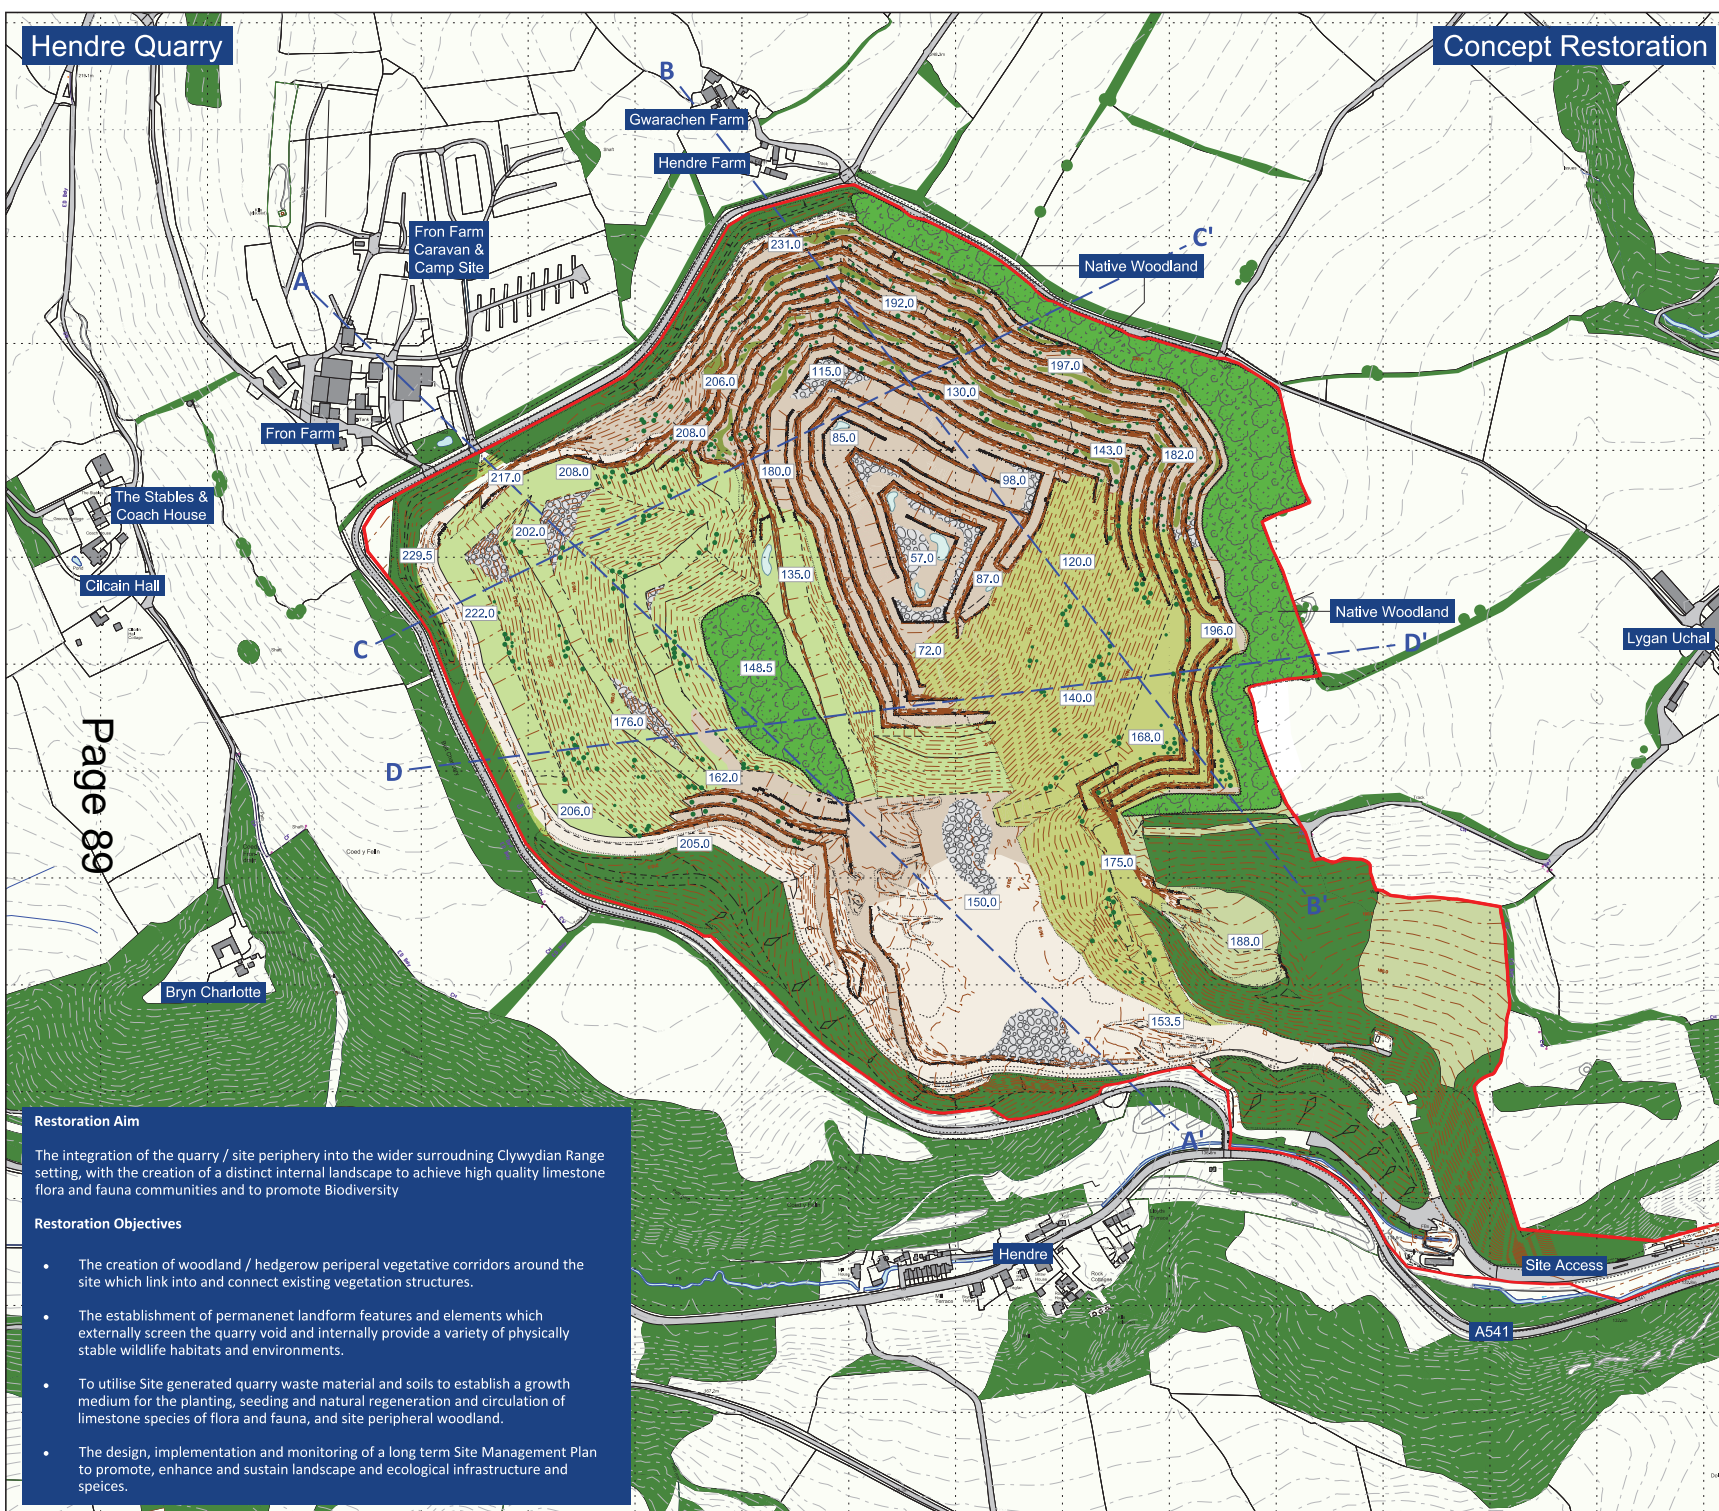 Hendre Quarry
Concept Restoration
B
Gwarachen Farm
Hendre Farm
Track
C'
Native Woodland
Fron Farm
Caravan &
Camp Site
A
231.0
192.0
197.0
206.0
115.0
130.0
208.0
85.0
143.0
182.0
Fron Farm
217.0
208.0
180.0
98.0
The Stables &
Coach House
202.0
229.5
57.0
120.0
135.0
87.0
Cilcain Hall
222.0
Native Woodland
196.0
Lygan Uchaf
C
72.0
D'
148.5
140.0
176.0
168.0
Page 89
D
162.0
206.0
205.0
175.0
Coed y Felin
150.0
B'
188.0
Bryn Charlotte
153.5
A'
Hendre
Site Access
A541
Restoration Aim
The integration of the quarry / site periphery into the wider surroudning Clywydian Range
setting, with the creation of a distinct internal landscape to achieve high quality limestone
flora and fauna communities and to promote Biodiversity
Restoration Objectives
• The creation of woodland / hedgerow periperal vegetative corridors around the
site which link into and connect existing vegetation structures.
• The establishment of permanenet landform features and elements which
externally screen the quarry void and internally provide a variety of physically
stable wildlife habitats and environments.
• To utilise Site generated quarry waste material and soils to establish a growth
medium for the planting, seeding and natural regeneration and circulation of
limestone species of flora and fauna, and site peripheral woodland.
• The design, implementation and monitoring of a long term Site Management Plan
to promote, enhance and sustain landscape and ecological infrastructure and
speices.